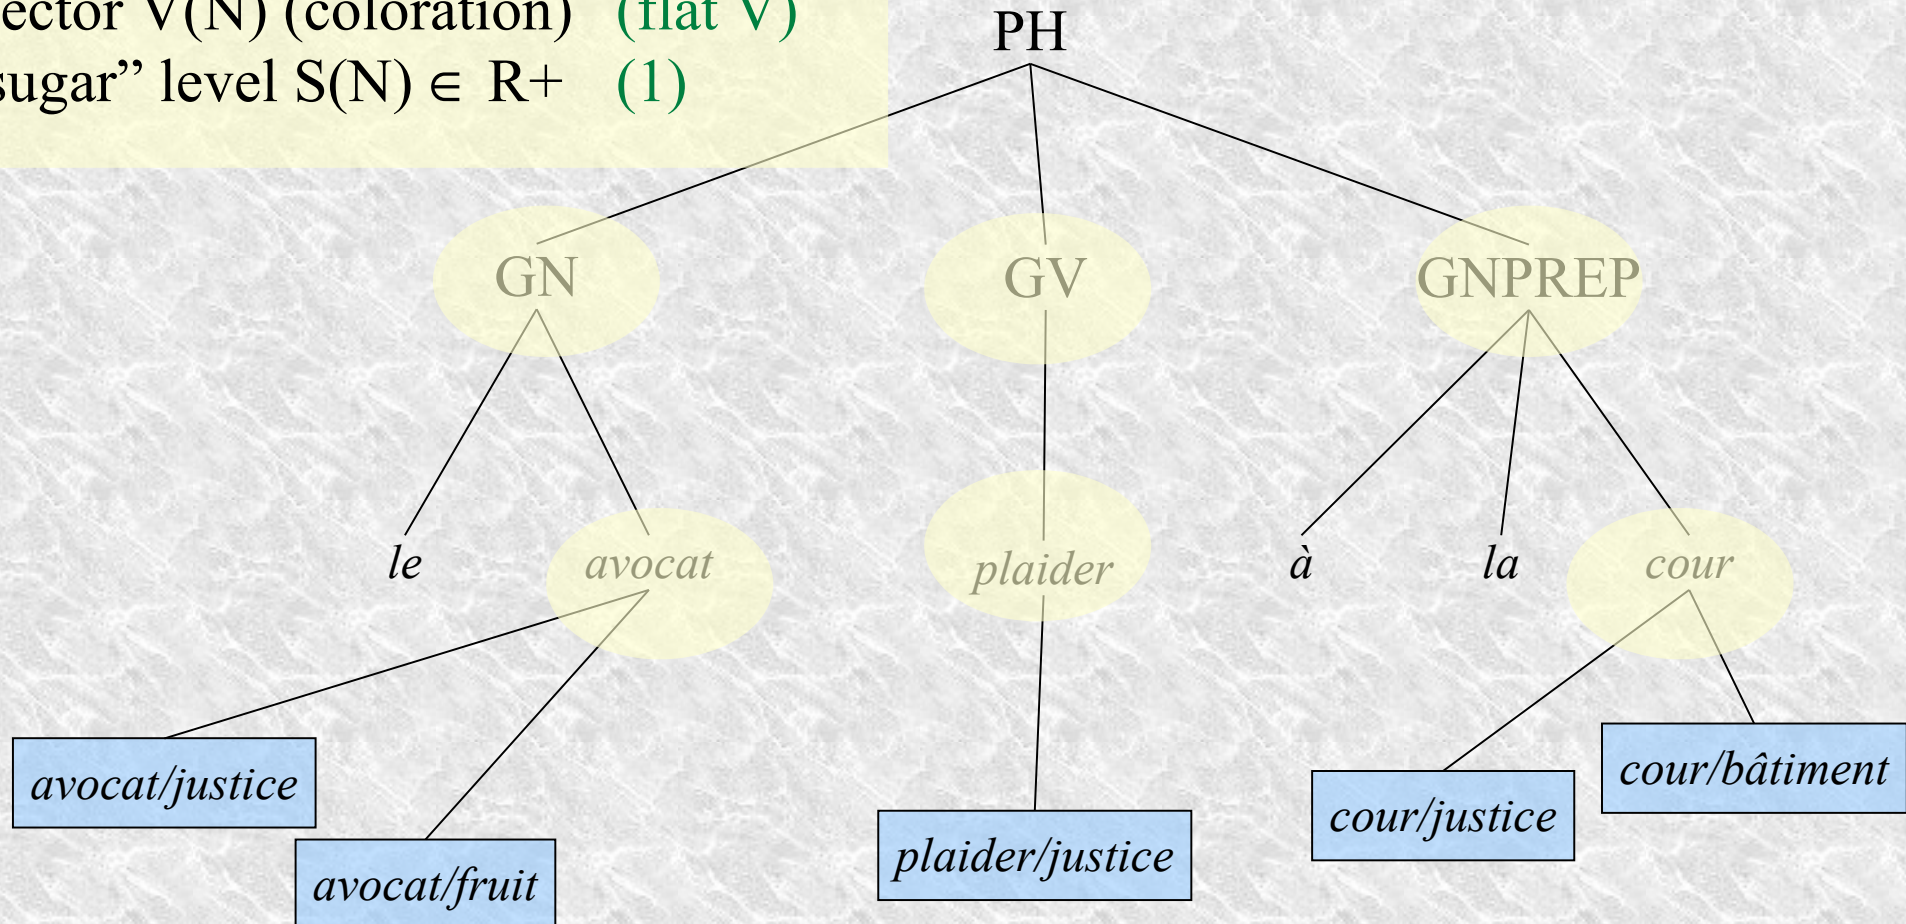 ector V(N) (coloration) (flat V)
sugar” level S(N) ∈ R+ (1)
PH
GN GV GNPREP
le avocat plaider à la cour
avocat/justice
avocat/fruit
plaider/justice
cour/justice
cour/bâtiment